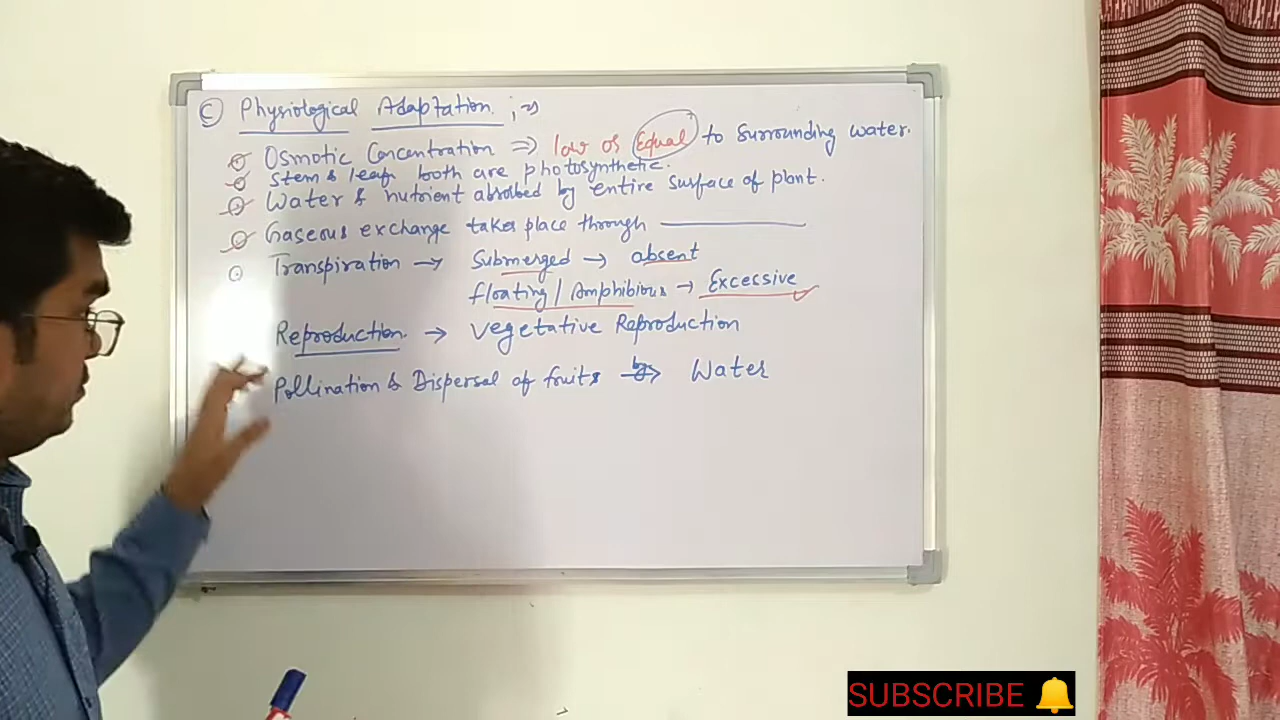 C Physiological Adaptation ;→
Osmotic Concentration ⇒ low or Equal to surrounding water.
Stem & leaf both are photosynthetic.
Water & nutrient absorbed by entire surface of plant.
Gaseous exchange takes place through ————
Transpiration → Submerged → absent
floating / Amphibious → Excessive
Reproduction. → Vegetative Reproduction
Pollination & Dispersal of fruits by → Water
SUBSCRIBE